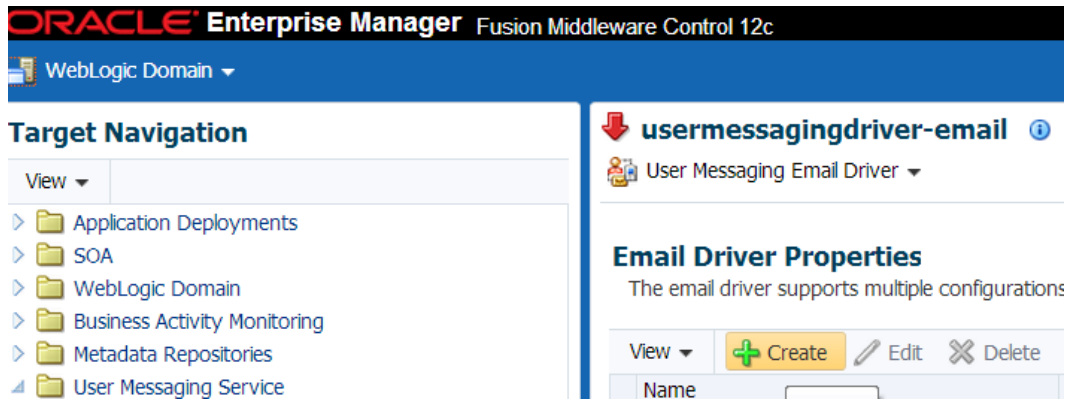 ORACLE Enterprise Manager Fusion Middleware Control 12c
WebLogic Domain
Target Navigation
View
Application Deployments
SOA
WebLogic Domain
Business Activity Monitoring
Metadata Repositories
User Messaging Service
usermessagingdriver-email
User Messaging Email Driver
Email Driver Properties
The email driver supports multiple configurations
View Create Edit Delete
Name